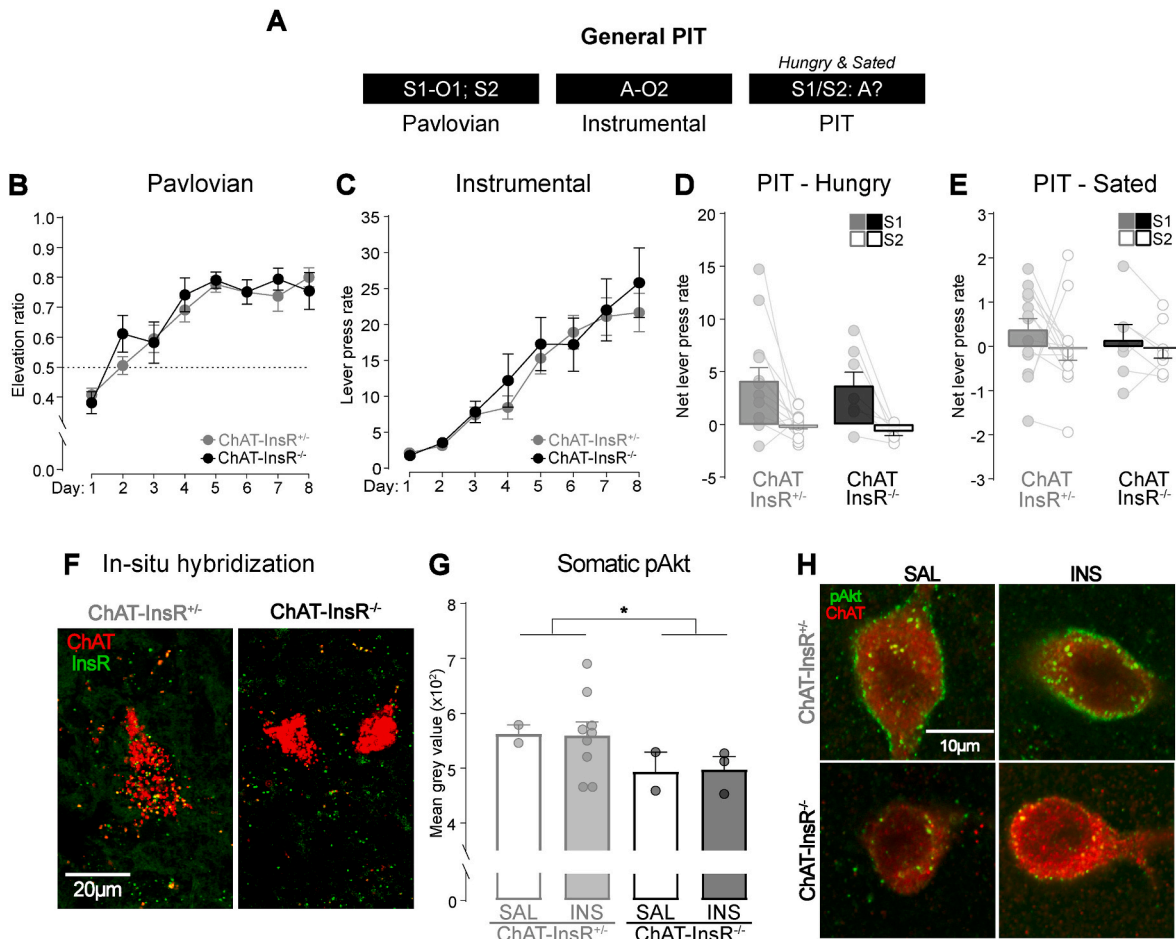 A
General PIT
Hungry & Sated
S1-O1; S2
A-O2
S1/S2: A?
Pavlovian
Instrumental
PIT
B
Pavlovian
Elevation ratio
1.0
0.9
0.8
0.7
0.6
0.5
0.4
0.0
ChAT-InsR+/-
ChAT-InsR-/-
Day: 1 2 3 4 5 6 7 8
C
Instrumental
Lever press rate
35
30
25
20
15
10
5
0
ChAT-InsR+/-
ChAT-InsR-/-
Day: 1 2 3 4 5 6 7 8
D
PIT - Hungry
Net lever press rate
20
15
10
5
0
-5
S1
S2
ChAT
InsR+/-
ChAT
InsR-/-
E
PIT - Sated
Net lever press rate
3
2
1
0
-1
-2
-3
S1
S2
ChAT
InsR+/-
ChAT
InsR-/-
F
In-situ hybridization
ChAT-InsR+/-
ChAT-InsR-/-
ChAT
InsR
20µm
G
Somatic pAkt
Mean grey value (x10²)
8
7
6
5
4
0
*
SAL INS SAL INS
ChAT-InsR+/- ChAT-InsR-/-
H
SAL
INS
pAkt
ChAT
ChAT-InsR+/-
10µm
ChAT-InsR-/-